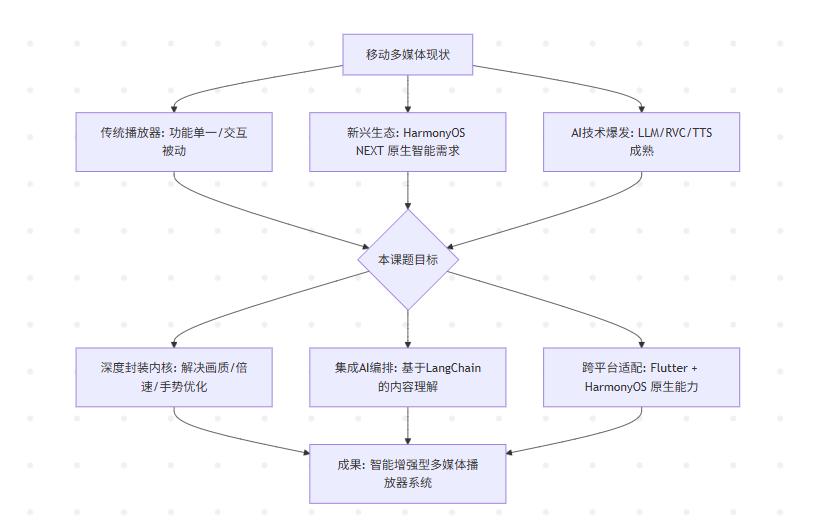 移动多媒体现状
传统播放器: 功能单一/交互
被动
新兴生态: HarmonyOS
NEXT 原生智能需求
AI技术爆发: LLM/RVC/TTS
成熟
本课题目标
深度封装内核: 解决画质/倍
速/手势优化
集成AI编排: 基于LangChain
的内容理解
跨平台适配: Flutter +
HarmonyOS 原生能力
成果: 智能增强型多媒体播
放器系统